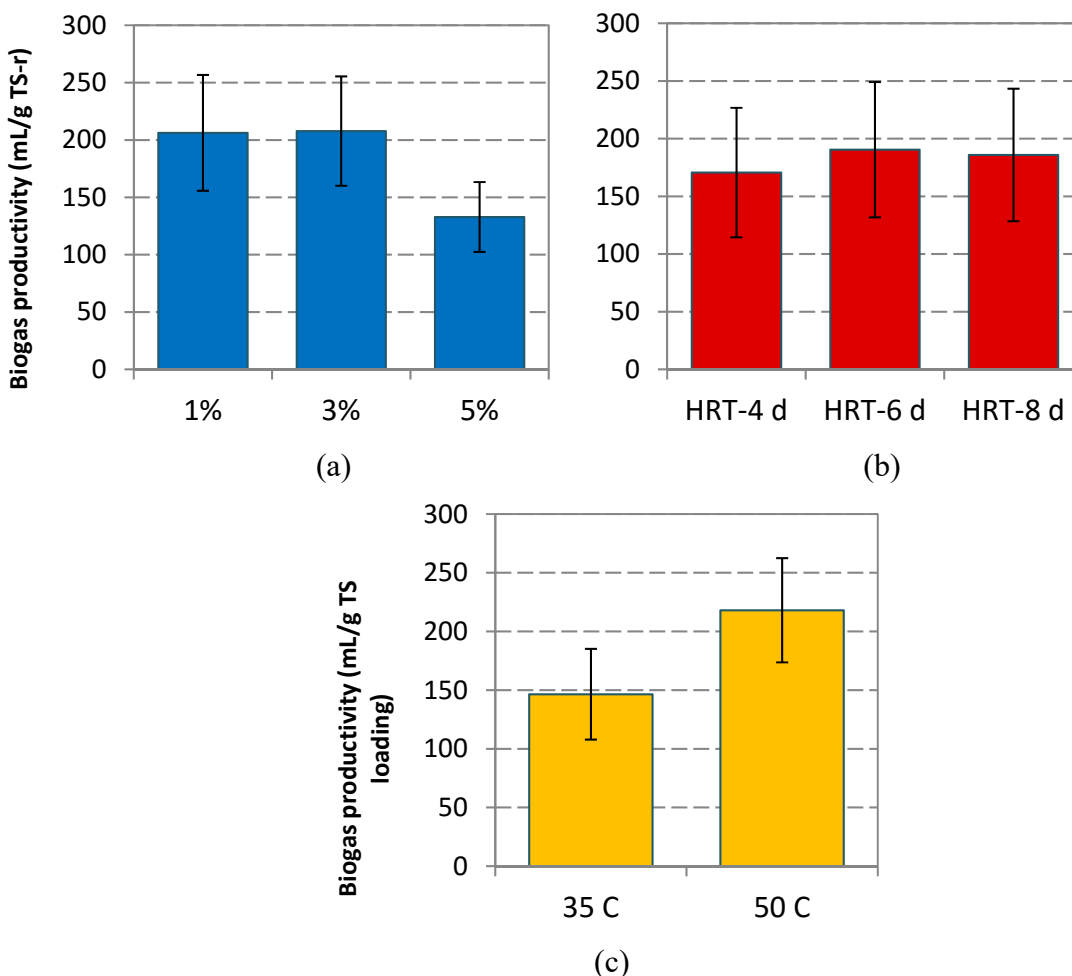 Biogas productivity (mL/g TS-r)
300
250
200
150
100
50
0
1% 3% 5%
(a)
300
250
200
150
100
50
0
HRT-4 d HRT-6 d HRT-8 d
(b)
Biogas productivity (mL/g TS
loading)
300
250
200
150
100
50
0
35 C 50 C
(c)